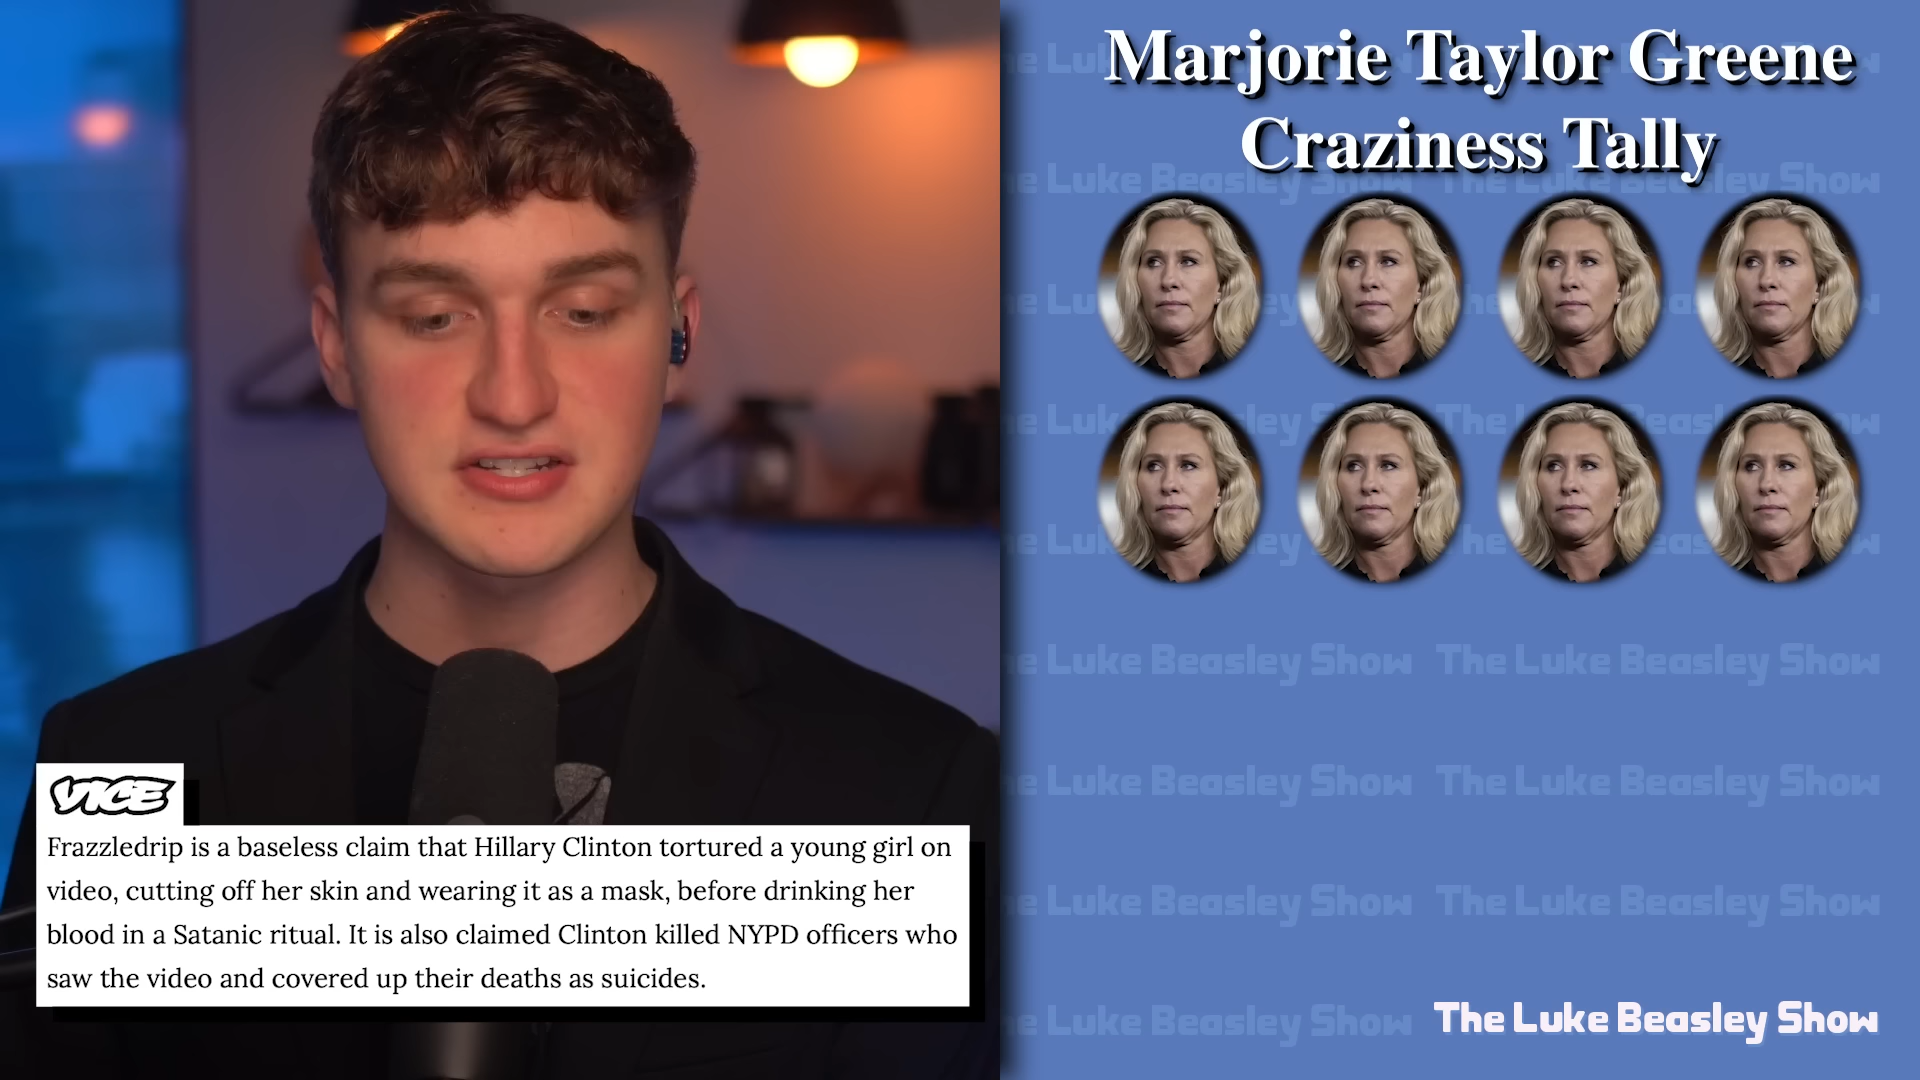 Marjorie Taylor Greene
Craziness Tally
VICE
Frazzledrip is a baseless claim that Hillary Clinton tortured a young girl on
video, cutting off her skin and wearing it as a mask, before drinking her
blood in a Satanic ritual. It is also claimed Clinton killed NYPD officers who
saw the video and covered up their deaths as suicides.
The Luke Beasley Show